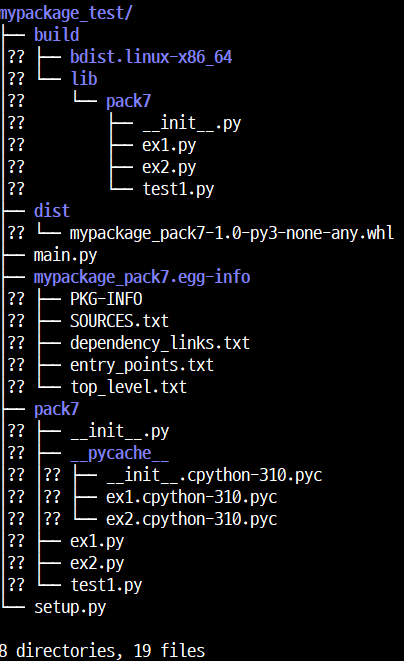 mypackage_test/
├── build
│?? ├── bdist.linux-x86_64
│?? └── lib
│??     └── pack7
│??         ├── __init__.py
│??         ├── ex1.py
│??         ├── ex2.py
│??         └── test1.py
├── dist
│?? └── mypackage_pack7-1.0-py3-none-any.whl
├── main.py
├── mypackage_pack7.egg-info
│?? ├── PKG-INFO
│?? ├── SOURCES.txt
│?? ├── dependency_links.txt
│?? ├── entry_points.txt
│?? └── top_level.txt
├── pack7
│?? ├── __init__.py
│?? ├── __pycache__
│?? │?? ├── __init__.cpython-310.pyc
│?? │?? ├── ex1.cpython-310.pyc
│?? │?? └── ex2.cpython-310.pyc
│?? ├── ex1.py
│?? ├── ex2.py
│?? └── test1.py
└── setup.py
8 directories, 19 files